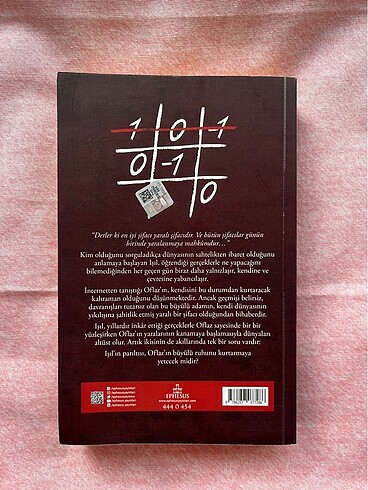 -1 0 -1
0 -1
0
"Derler ki en iyi şifacı yaralı şifacıdır. Ve bütün şifacılar günün
birinde yaralanmaya mahkûmdur..."
Kim olduğunu sorguladıkça dünyasının sahtelikten ibaret olduğunu
anlamaya başlayan Işıl, öğrendiği gerçeklerle ne yapacağını
bilemediğinden her geçen gün biraz daha yalnızlaşır, kendine ve
çevresine yabancılaşır.
İnternetten tanıştığı Oflaz'ın, kendisini bu durumdan kurtaracak
kahraman olduğunu düşünmektedir. Ancak geçmişi belirsiz,
davranışları tutarsız olan bu büyülü adamın, kendi dünyasının
yıkılışına şahitlik etmiş yaralı bir şifacı olduğundan bihaberdir.
Işıl, yıllardır inkâr ettiği gerçeklerle Oflaz sayesinde bir bir
yüzleşirken Oflaz'ın yaralarının kanamaya başlamasıyla dünyaları
altüst olur. Artık ikisinin de akıllarında tek bir soru vardır:
Işıl'ın parıltısı, Oflaz'ın büyülü ruhunu kurtarmaya
yetecek midir?
EPHESUS
www.ephesusyayinlari.com
444 0 454